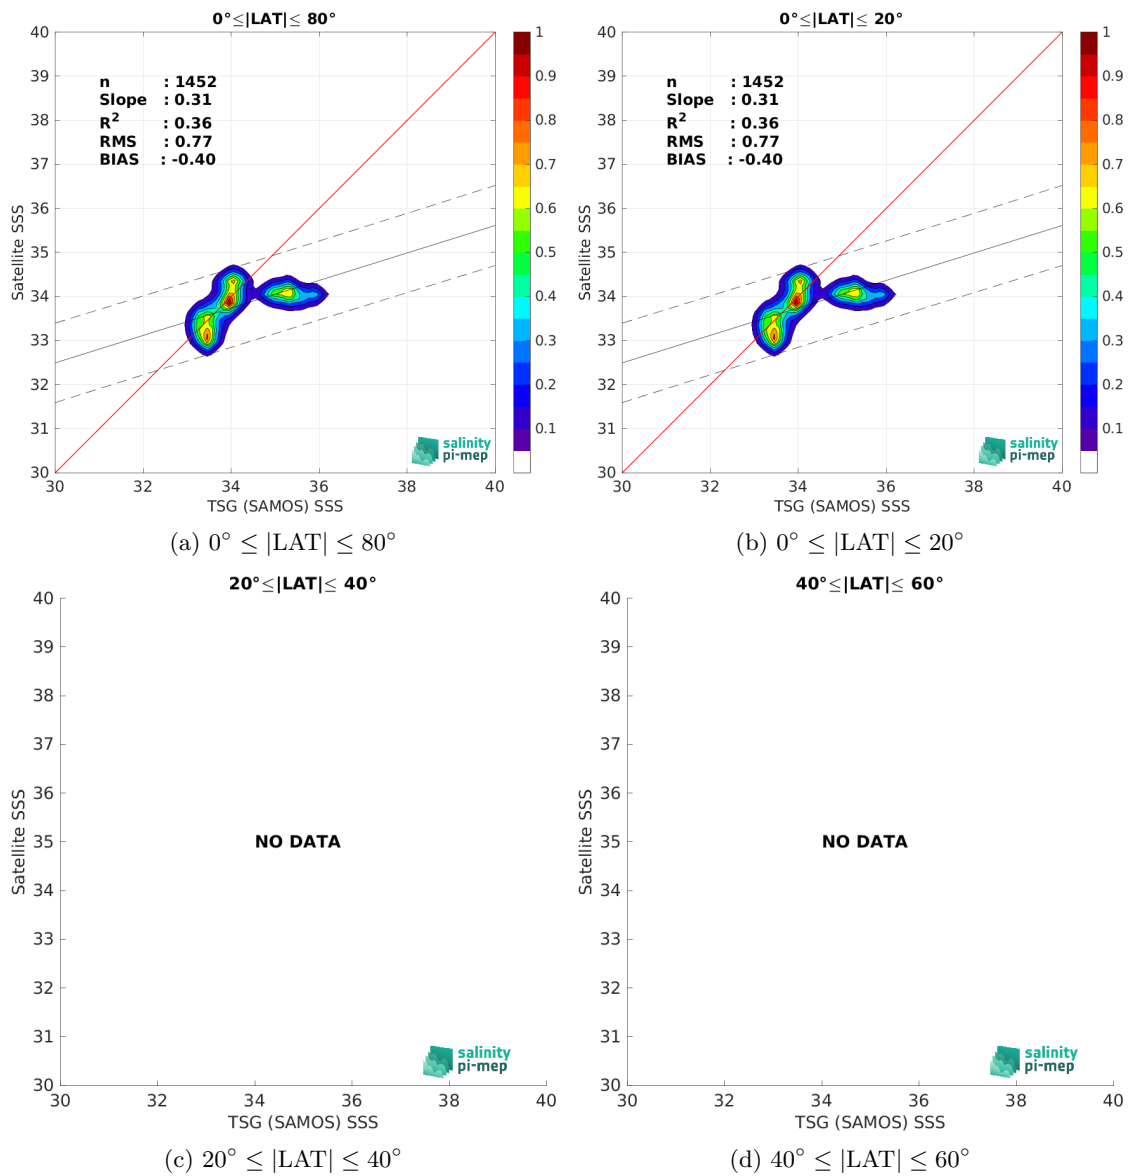 0°≤|LAT|≤ 80°
40
39
38
37
36
35
34
33
32
31
30
Satellite SSS
n : 1452
Slope : 0.31
R² : 0.36
RMS : 0.77
BIAS : -0.40
1
0.9
0.8
0.7
0.6
0.5
0.4
0.3
0.2
0.1
salinity
pi-mep
30 32 34 36 38 40
TSG (SAMOS) SSS
(a) 0° ≤ |LAT| ≤ 80°
0°≤|LAT|≤ 20°
40
39
38
37
36
35
34
33
32
31
30
Satellite SSS
n : 1452
Slope : 0.31
R² : 0.36
RMS : 0.77
BIAS : -0.40
1
0.9
0.8
0.7
0.6
0.5
0.4
0.3
0.2
0.1
salinity
pi-mep
30 32 34 36 38 40
TSG (SAMOS) SSS
(b) 0° ≤ |LAT| ≤ 20°
20°≤|LAT|≤ 40°
40
39
38
37
36
35
34
33
32
31
30
Satellite SSS
NO DATA
salinity
pi-mep
30 32 34 36 38 40
TSG (SAMOS) SSS
(c) 20° ≤ |LAT| ≤ 40°
40°≤|LAT|≤ 60°
40
39
38
37
36
35
34
33
32
31
30
Satellite SSS
NO DATA
salinity
pi-mep
30 32 34 36 38 40
TSG (SAMOS) SSS
(d) 40° ≤ |LAT| ≤ 60°